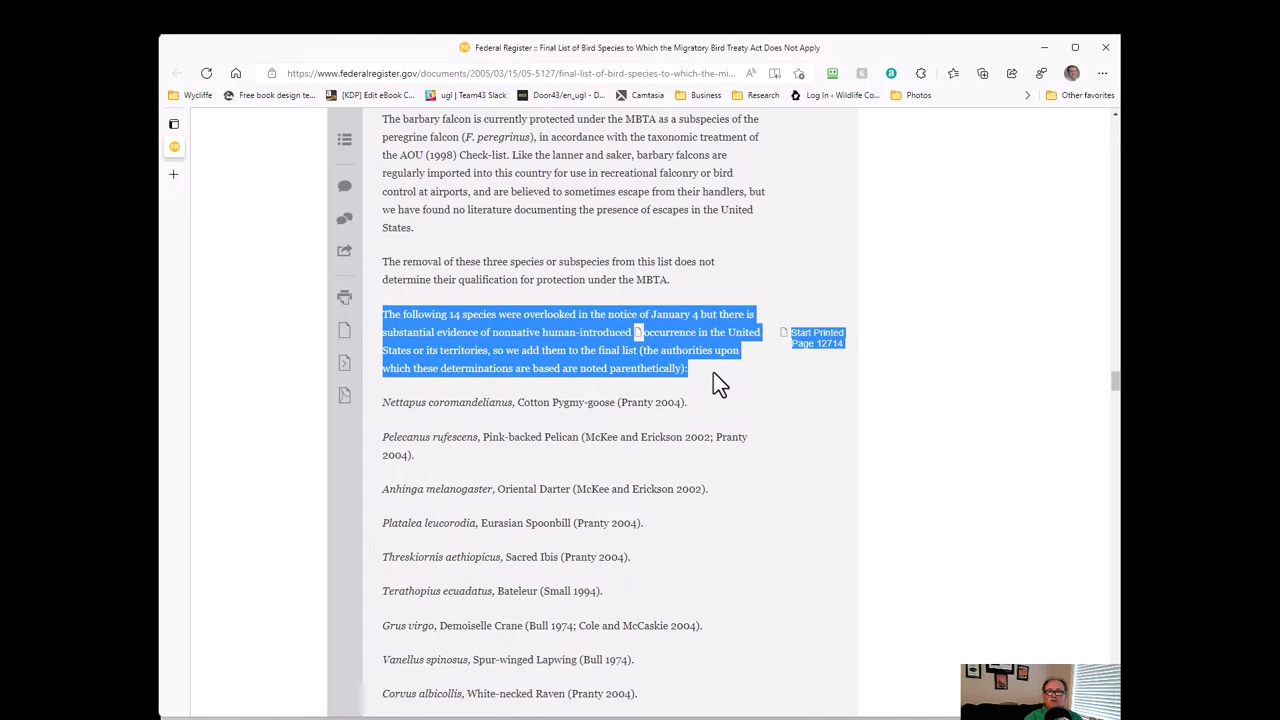 Federal Register :: Final List of Bird Species to Which the Migratory Bird Treaty Act Does Not Apply
https://www.federalregister.gov/documents/2005/03/15/05-5127/final-list-of-bird-species-to-which-the-mi...
Wycliffe
Free book design te...
[KDP] Edit eBook C...
ugl | Team43 Slack
Door43/en_ugl - D...
Camtasia
Business
Research
Log In ‹ Wildlife Co...
Photos
Other favorites
The barbary falcon is currently protected under the MBTA as a subspecies of the
peregrine falcon (F. peregrinus), in accordance with the taxonomic treatment of
the AOU (1998) Check-list. Like the lanner and saker, barbary falcons are
regularly imported into this country for use in recreational falconry or bird
control at airports, and are believed to sometimes escape from their handlers, but
we have found no literature documenting the presence of escapes in the United
States.
The removal of these three species or subspecies from this list does not
determine their qualification for protection under the MBTA.
The following 14 species were overlooked in the notice of January 4 but there is
substantial evidence of nonnative human-introduced occurrence in the United
States or its territories, so we add them to the final list (the authorities upon
which these determinations are based are noted parenthetically):
Start Printed
Page 12714
Nettapus coromandelianus, Cotton Pygmy-goose (Pranty 2004).
Pelecanus rufescens, Pink-backed Pelican (McKee and Erickson 2002; Pranty
2004).
Anhinga melanogaster, Oriental Darter (McKee and Erickson 2002).
Platalea leucorodia, Eurasian Spoonbill (Pranty 2004).
Threskiornis aethiopicus, Sacred Ibis (Pranty 2004).
Terathopius ecuadatus, Bateleur (Small 1994).
Grus virgo, Demoiselle Crane (Bull 1974; Cole and McCaskie 2004).
Vanellus spinosus, Spur-winged Lapwing (Bull 1974).
Corvus albicollis, White-necked Raven (Pranty 2004).